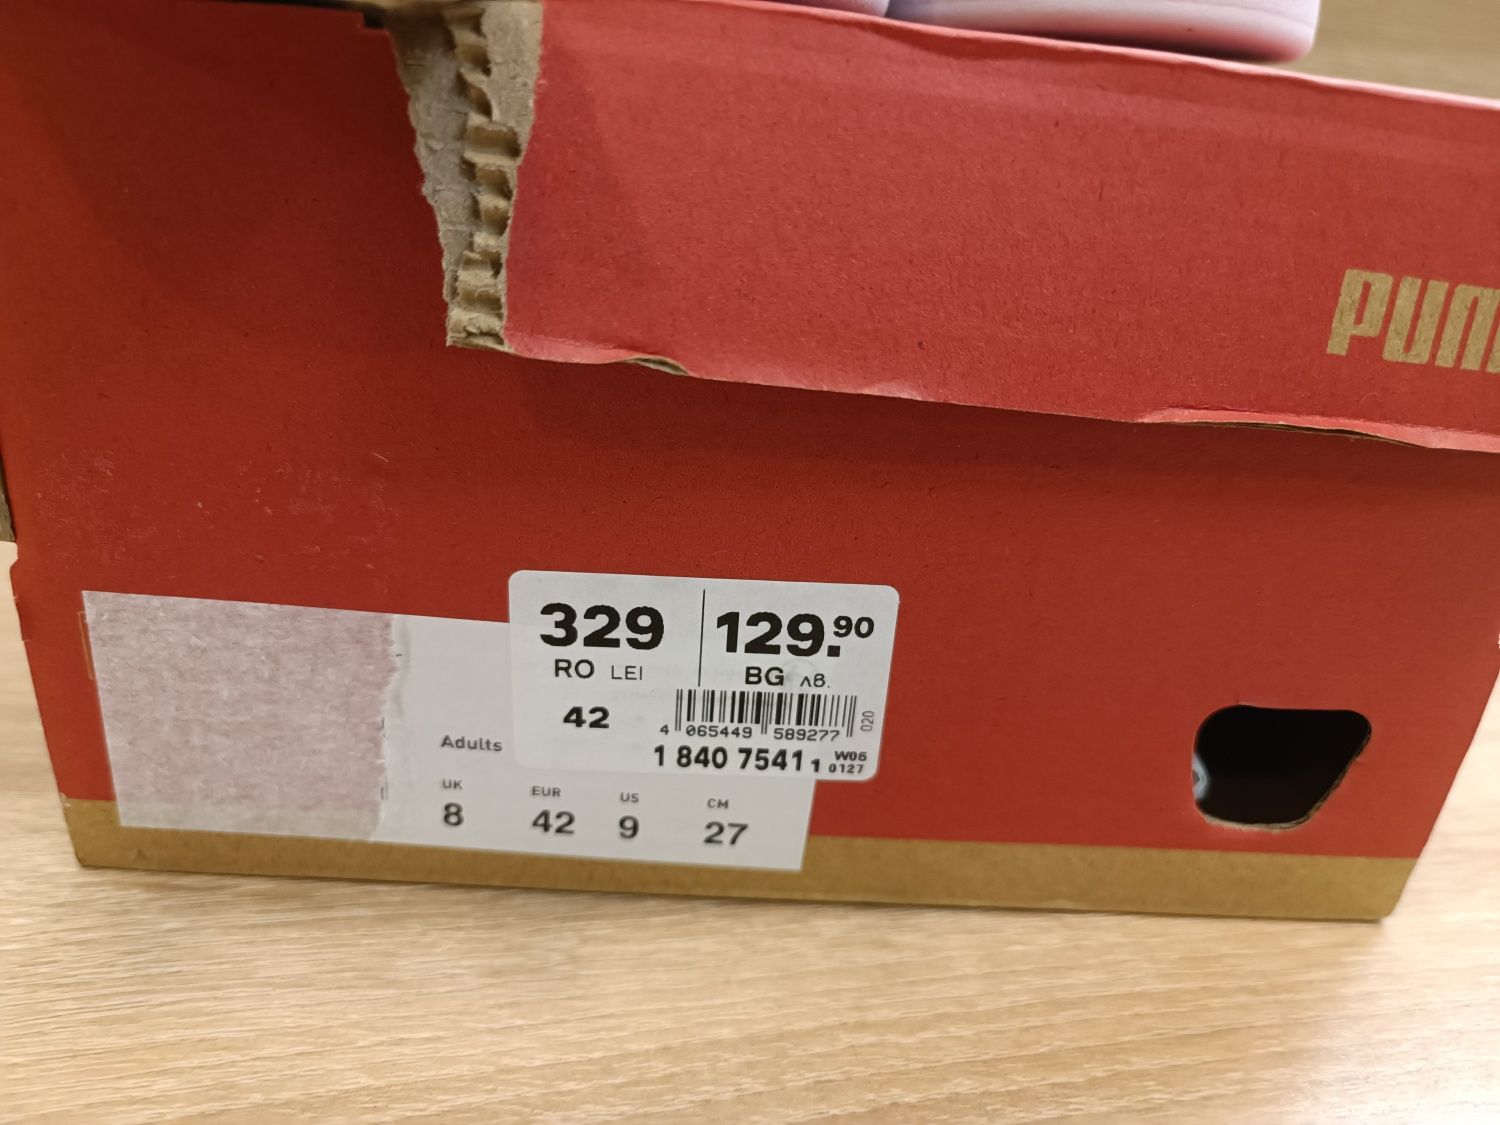 PUM
329 129.90
RO LEI BG лв.
42
020
4 065449 589277
1 840 7541 1 W06 0127
Adults
UK EUR US CM
8 42 9 27